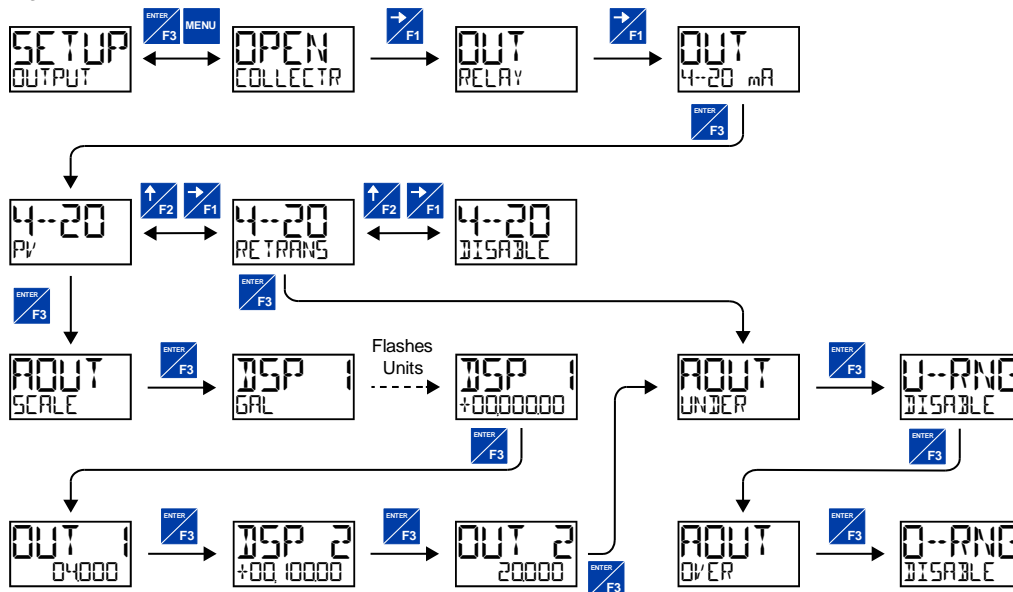 ENTER F3 MENU F1 F1
SETUP OPEN OUT OUT
OUTPUT COLLECTR RELAY 4--20 mA
ENTER F3
4--20 F2 F1 4--20 F2 F1 4--20
PV RETRANS DISABLE
ENTER F3 ENTER F3
AOUT ENTER F3 DSP 1 Flashes Units DSP 1 AOUT ENTER F3 U-RNG
SCALE GAL +00,000.00 UNDER DISABLE
ENTER F3 ENTER F3
OUT 1 ENTER F3 DSP 2 ENTER F3 OUT 2 AOUT ENTER F3 O-RNG
04.000 +00,100.00 20.000 OVER DISABLE
ENTER F3